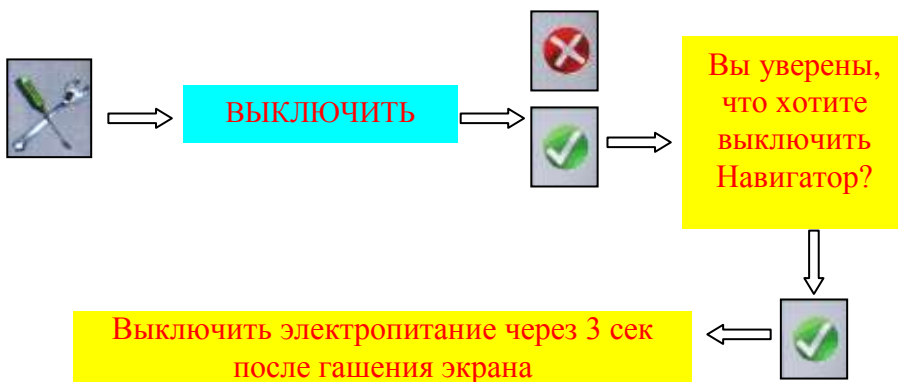 ВЫКЛЮЧИТЬ
Вы уверены,
что хотите
выключить
Навигатор?
Выключить электропитание через 3 сек
после гашения экрана